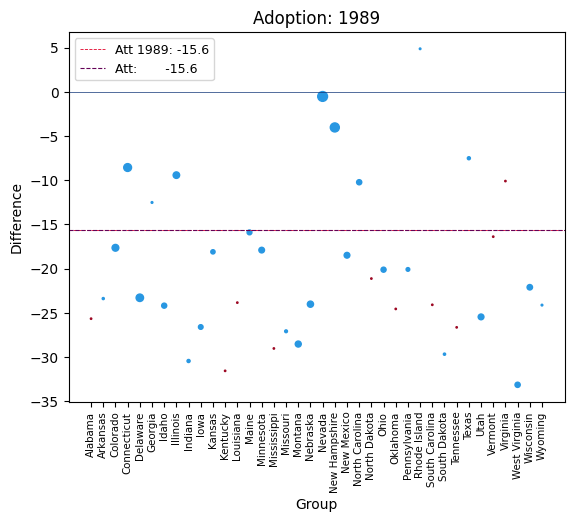 Adoption: 1989
Att 1989: -15.6
Att: -15.6
5
0
−5
−10
−15
−20
−25
−30
−35
Difference
Alabama
Arkansas
Colorado
Connecticut
Delaware
Georgia
Idaho
Illinois
Indiana
Iowa
Kansas
Kentucky
Louisiana
Maine
Minnesota
Mississippi
Missouri
Montana
Nebraska
Nevada
New Hampshire
New Mexico
North Carolina
North Dakota
Ohio
Oklahoma
Pennsylvania
Rhode Island
South Carolina
South Dakota
Tennessee
Texas
Utah
Vermont
Virginia
West Virginia
Wisconsin
Wyoming
Group